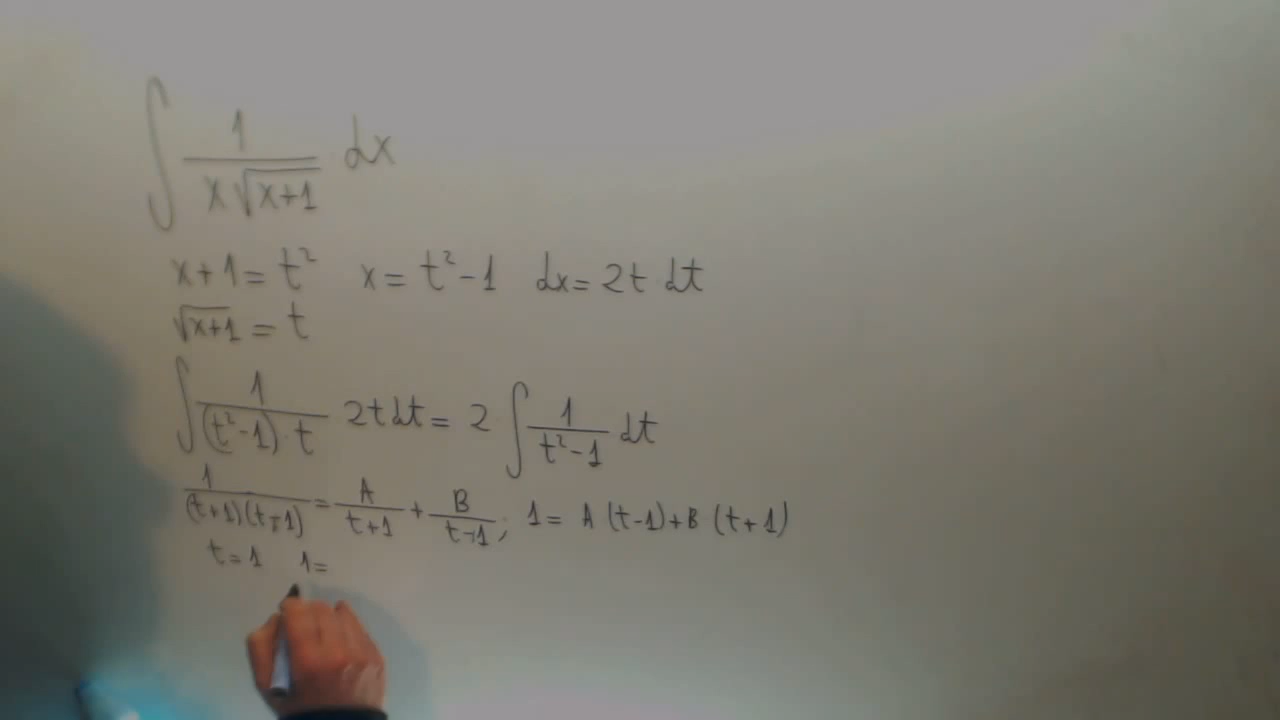 ∫ 1/(x√(x+1)) dx
x+1 = t² x = t²-1 dx = 2t dt
√(x+1) = t
∫ 1/((t²-1)·t) 2t dt = 2 ∫ 1/(t²-1) dt
1/((t+1)(t-1)) = A/(t+1) + B/(t-1); 1 = A(t-1)+B(t+1)
t=1 1=